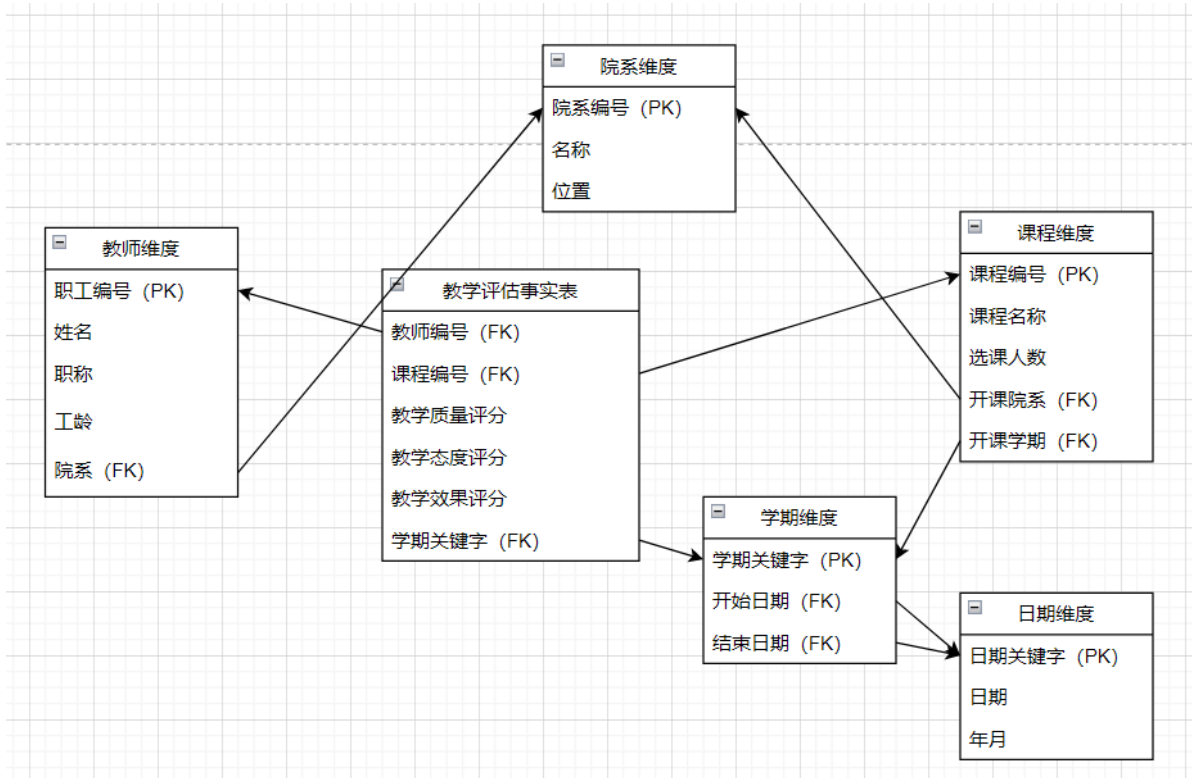 院系维度
院系编号 (PK)
名称
位置
教师维度
职工编号 (PK)
姓名
职称
工龄
院系 (FK)
教学评估事实表
教师编号 (FK)
课程编号 (FK)
教学质量评分
教学态度评分
教学效果评分
学期关键字 (FK)
课程维度
课程编号 (PK)
课程名称
选课人数
开课院系 (FK)
开课学期 (FK)
学期维度
学期关键字 (PK)
开始日期 (FK)
结束日期 (FK)
日期维度
日期关键字 (PK)
日期
年月